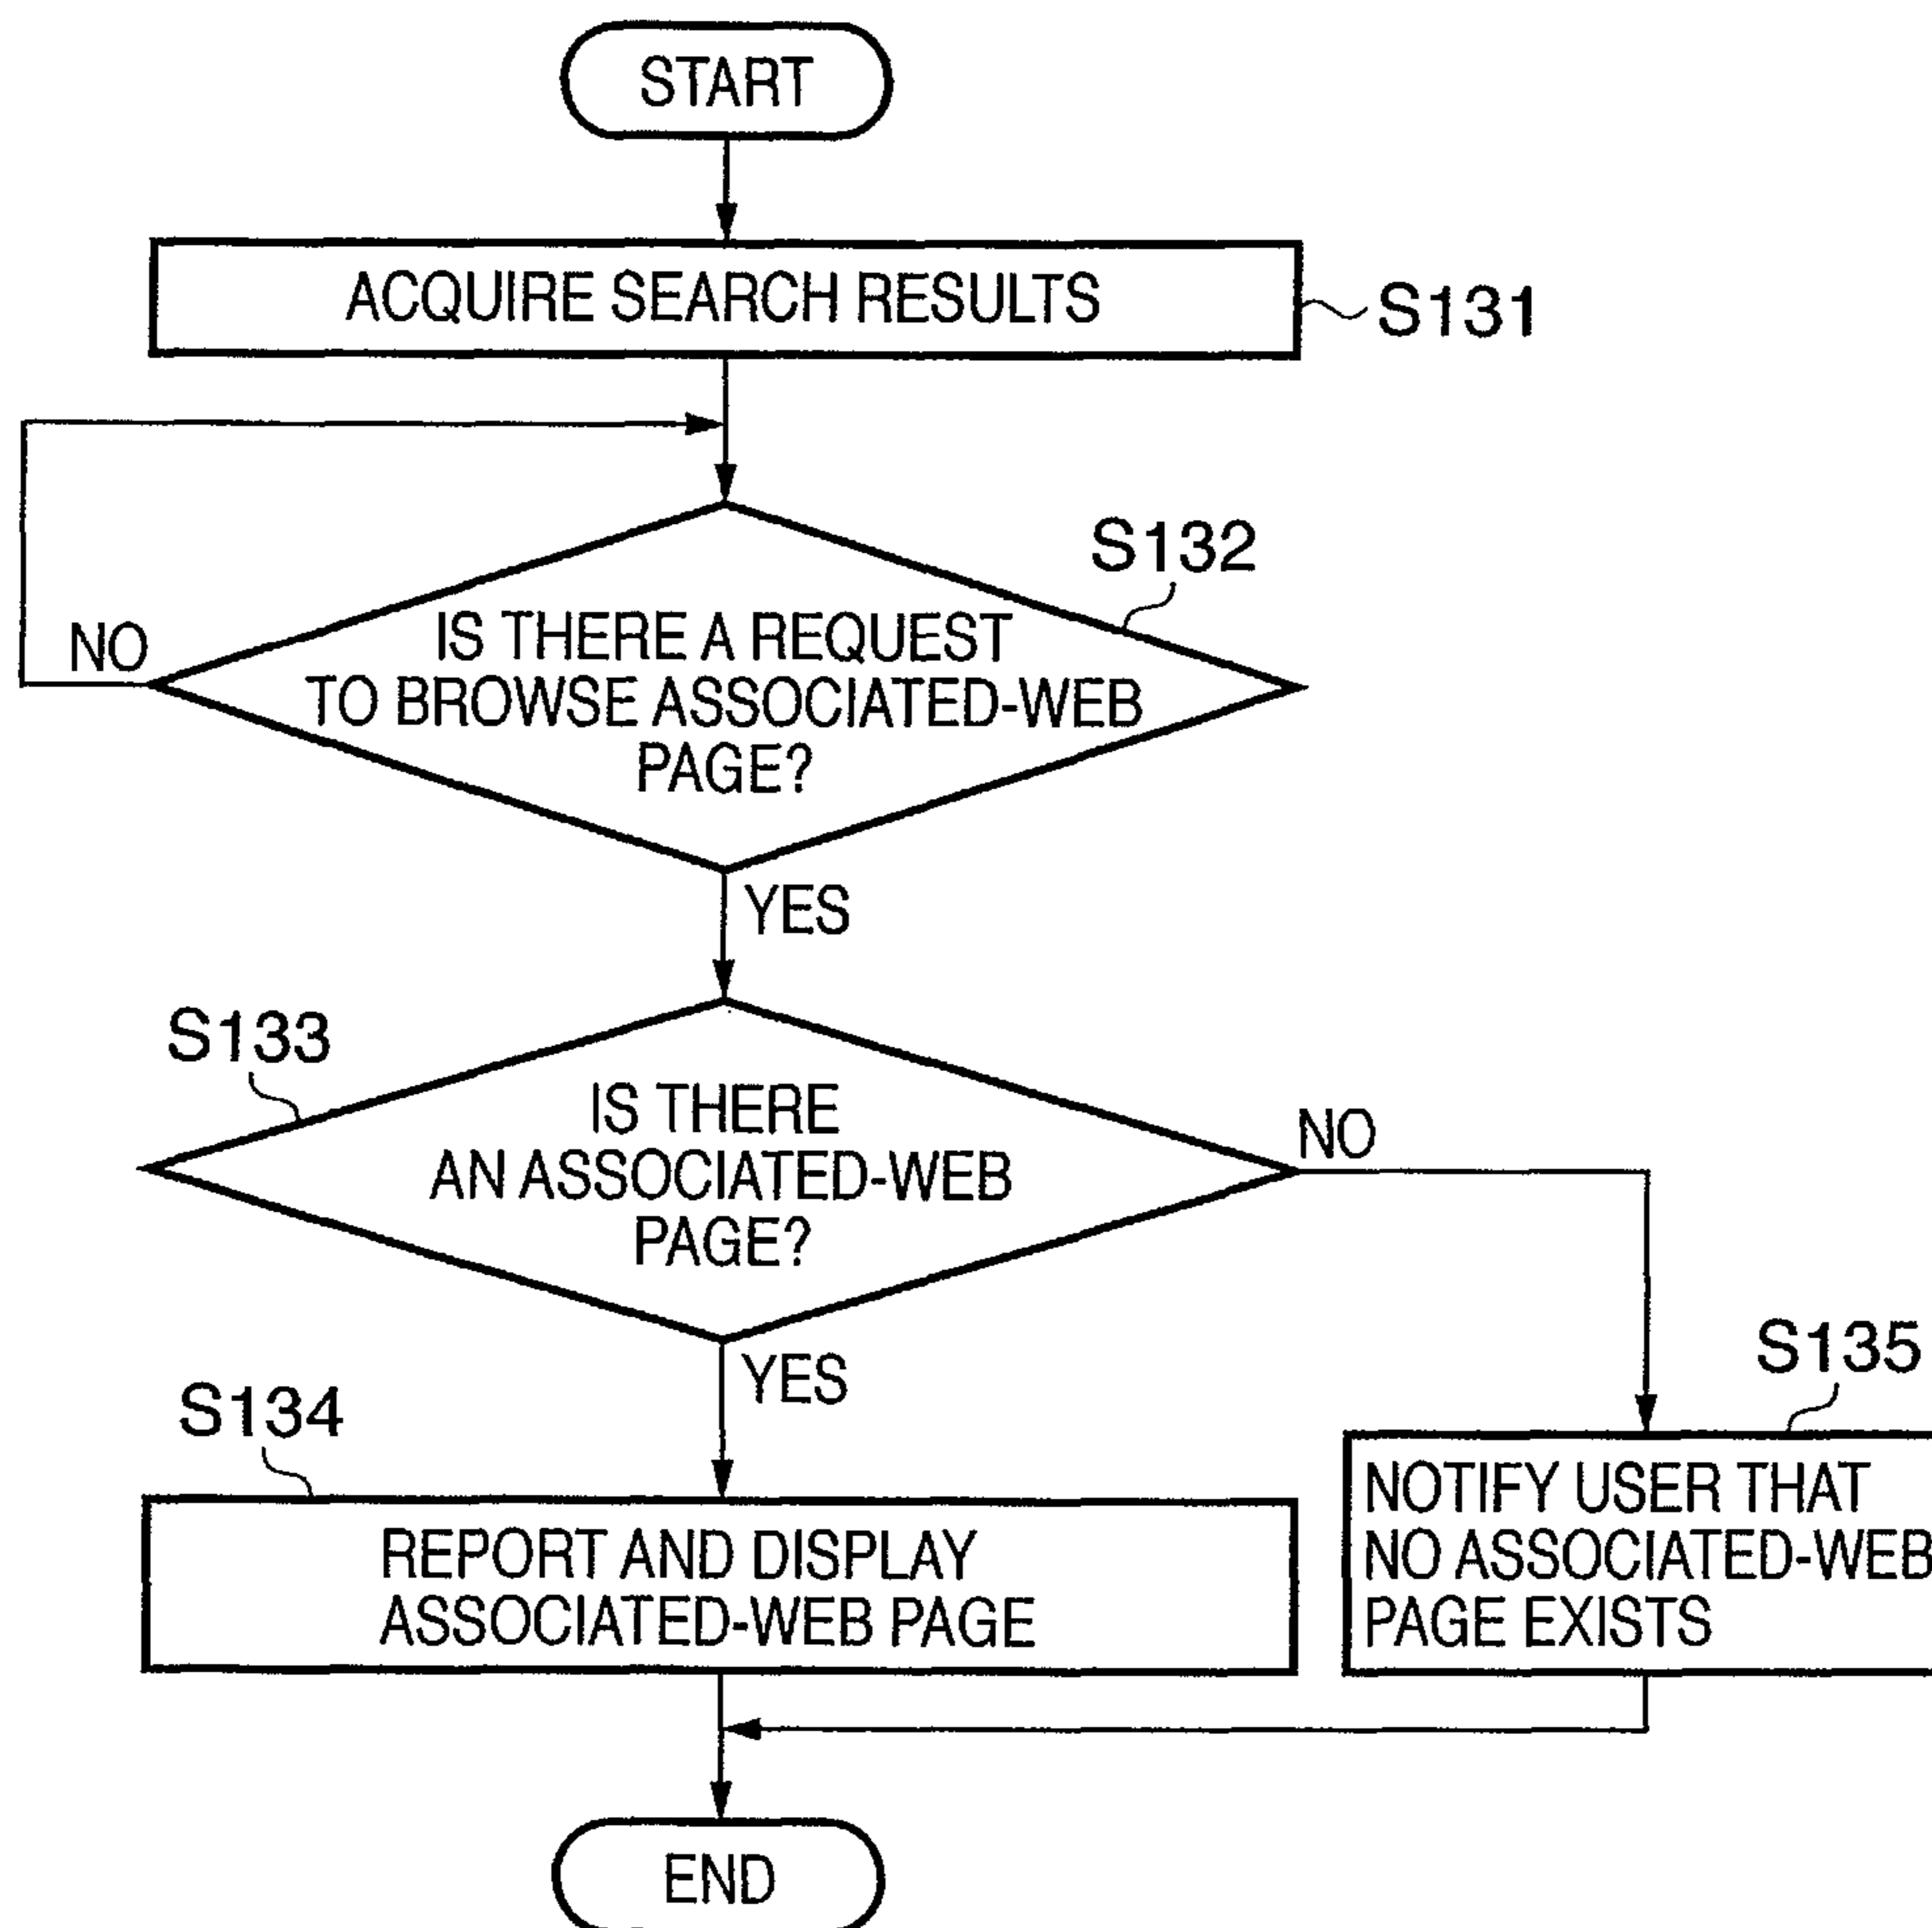 START
ACQUIRE SEARCH RESULTS
S131
S132
IS THERE A REQUEST
TO BROWSE ASSOCIATED-WEB
PAGE?
NO
YES
S133
IS THERE
AN ASSOCIATED-WEB
PAGE?
NO
YES
S134
REPORT AND DISPLAY
ASSOCIATED-WEB PAGE
S135
NOTIFY USER THAT
NO ASSOCIATED-WEB
PAGE EXISTS
END